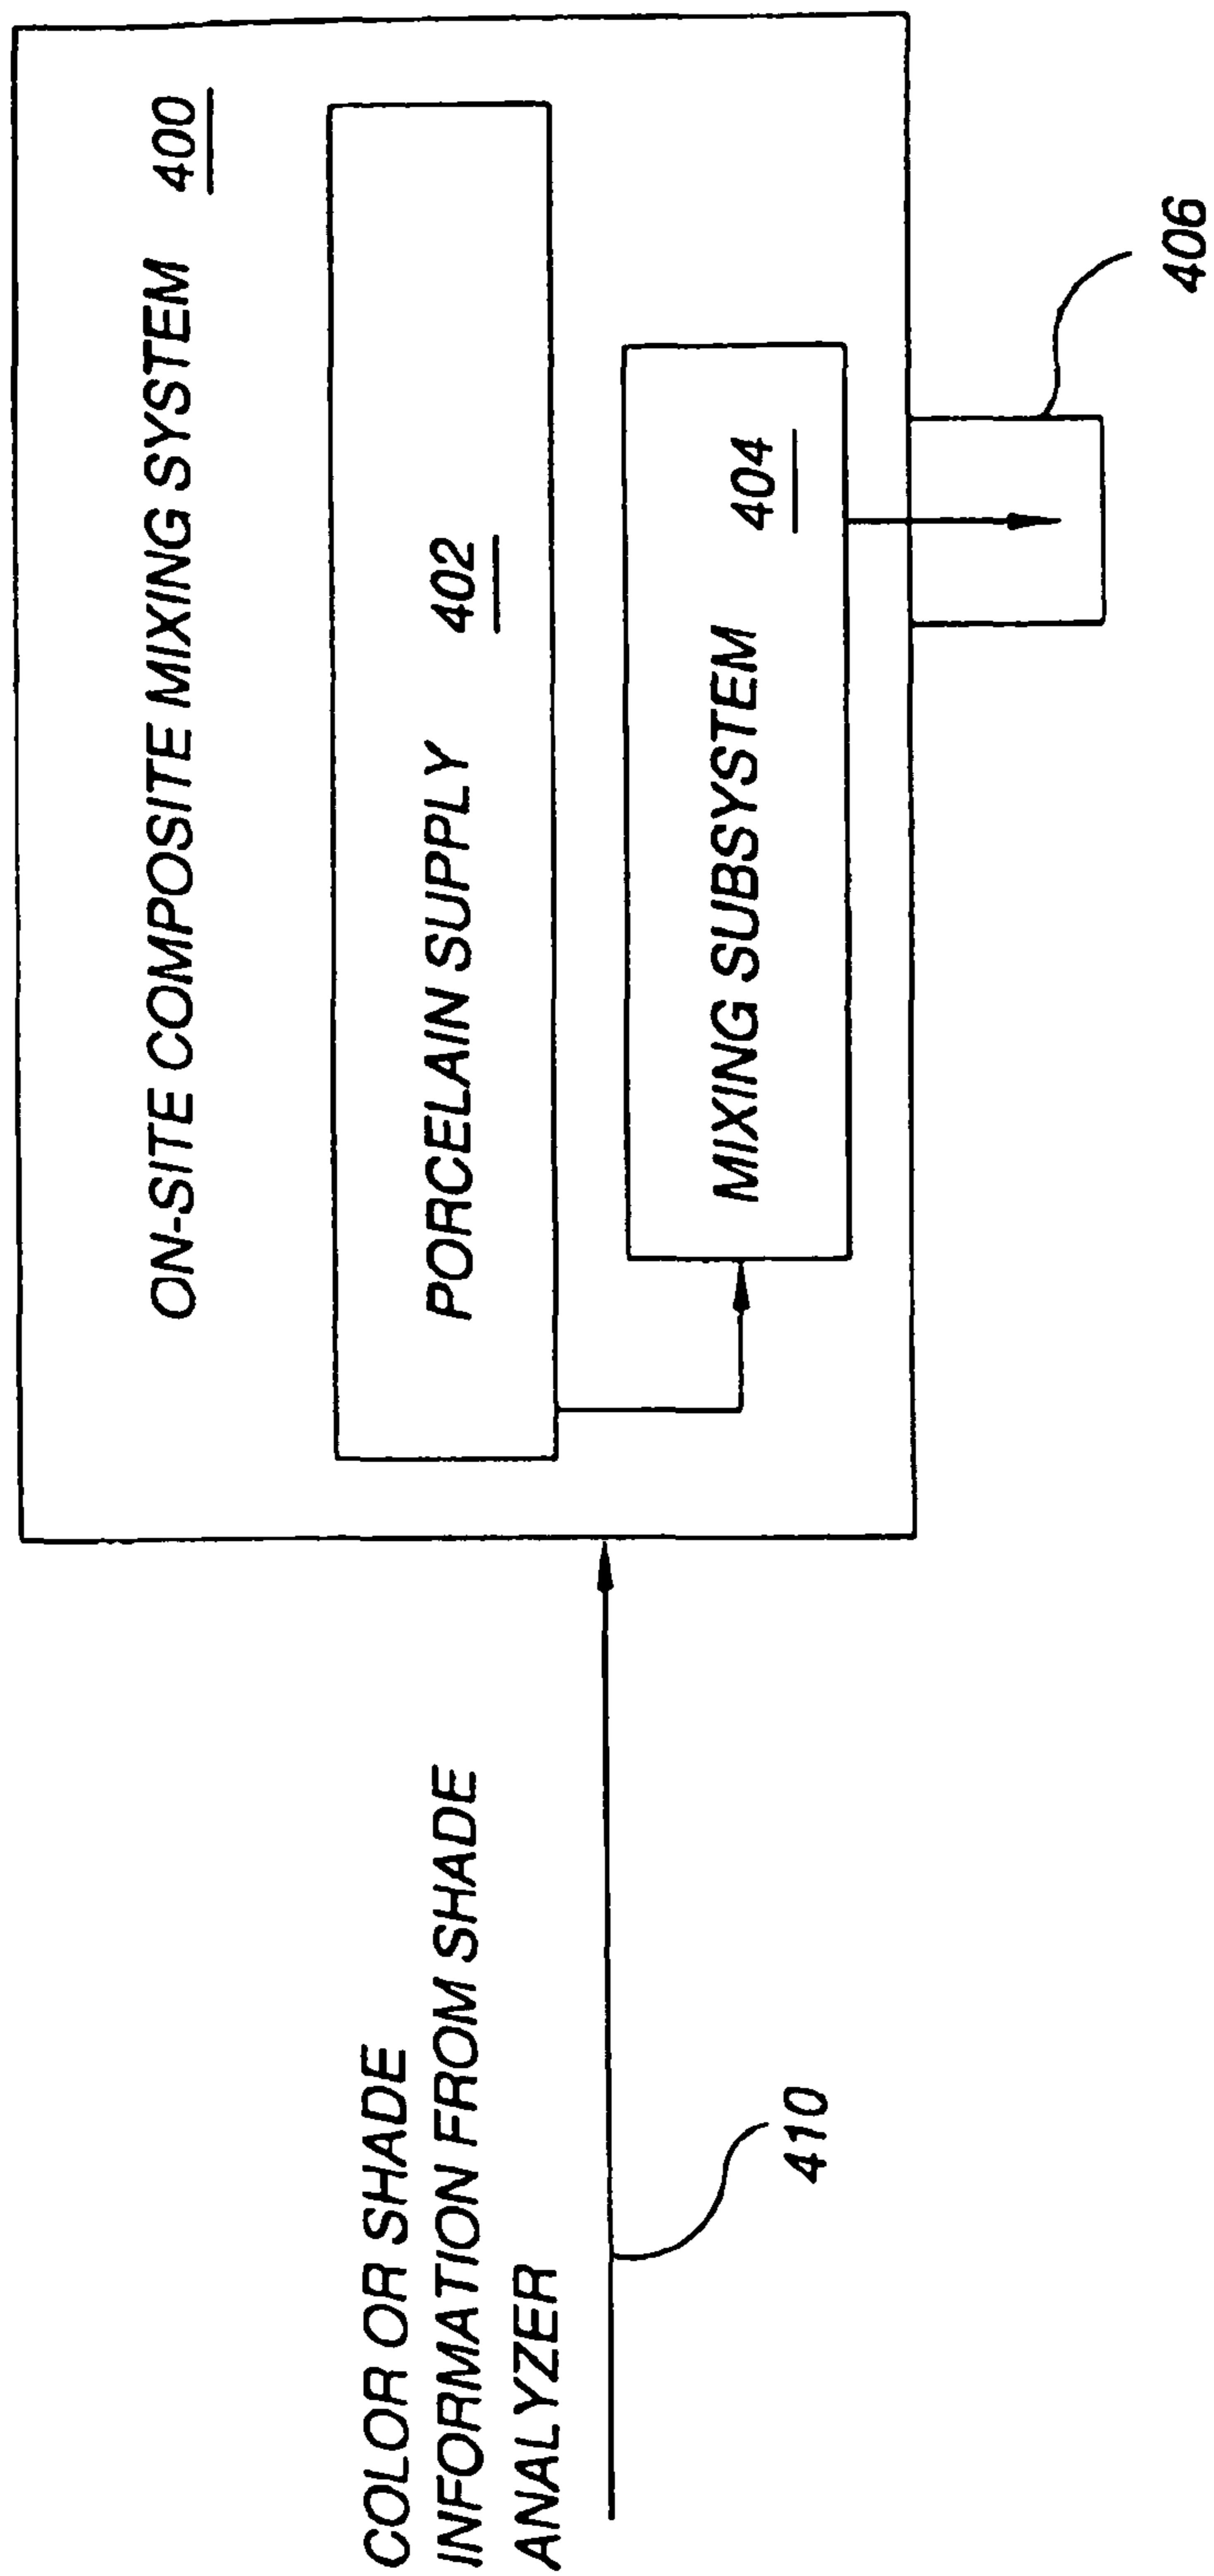 ON-SITE COMPOSITE MIXING SYSTEM 400
PORCELAIN SUPPLY 402
MIXING SUBSYSTEM 404
406
COLOR OR SHADE
INFORMATION FROM SHADE
ANALYZER
410